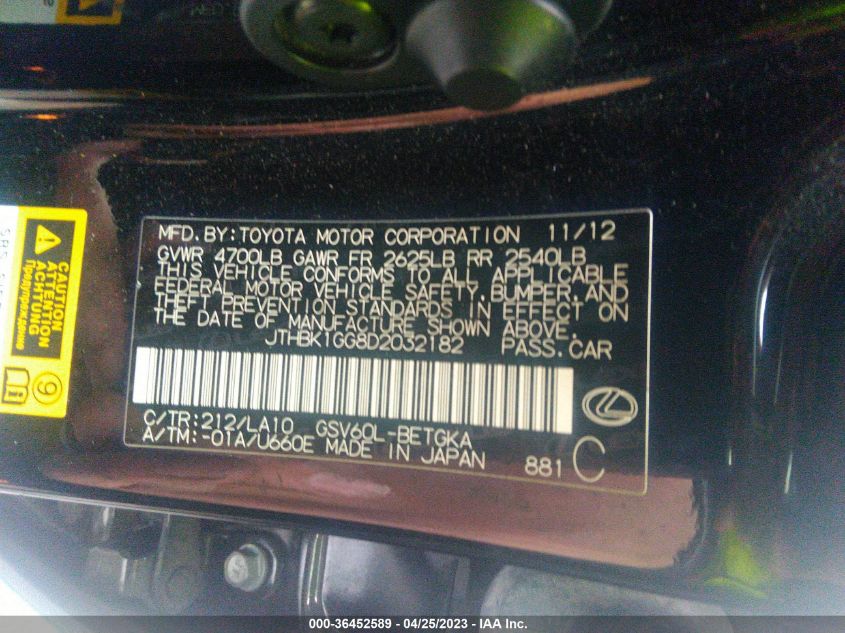 MFD.BY:TOYOTA MOTOR CORPORATION 11/12
GVWR 4700LB GAWR FR 2625LB RR 2540LB
THIS VEHICLE CONFORMS TO ALL APPLICABLE
FEDERAL MOTOR VEHICLE SAFETY,BUMPER,AND
THEFT PREVENTION STANDARDS IN EFFECT ON
THE DATE OF MANUFACTURE SHOWN ABOVE.
JTHBK1GG8D2032182 PASS.CAR
C/TR:212/LA10 GSV60L-BETGKA
A/TM:-01A/U660E MADE IN JAPAN 881 C
CAUTION
ATTENTION
ACHTUNG
Предупреждение
9
000-36452589 - 04/25/2023 - IAA Inc.